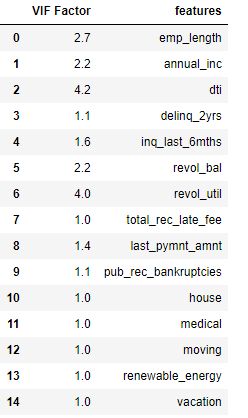 VIF Factor features
0 2.7 emp_length
1 2.2 annual_inc
2 4.2 dti
3 1.1 delinq_2yrs
4 1.6 inq_last_6mths
5 2.2 revol_bal
6 4.0 revol_util
7 1.0 total_rec_late_fee
8 1.4 last_pymnt_amnt
9 1.1 pub_rec_bankruptcies
10 1.0 house
11 1.0 medical
12 1.0 moving
13 1.0 renewable_energy
14 1.0 vacation